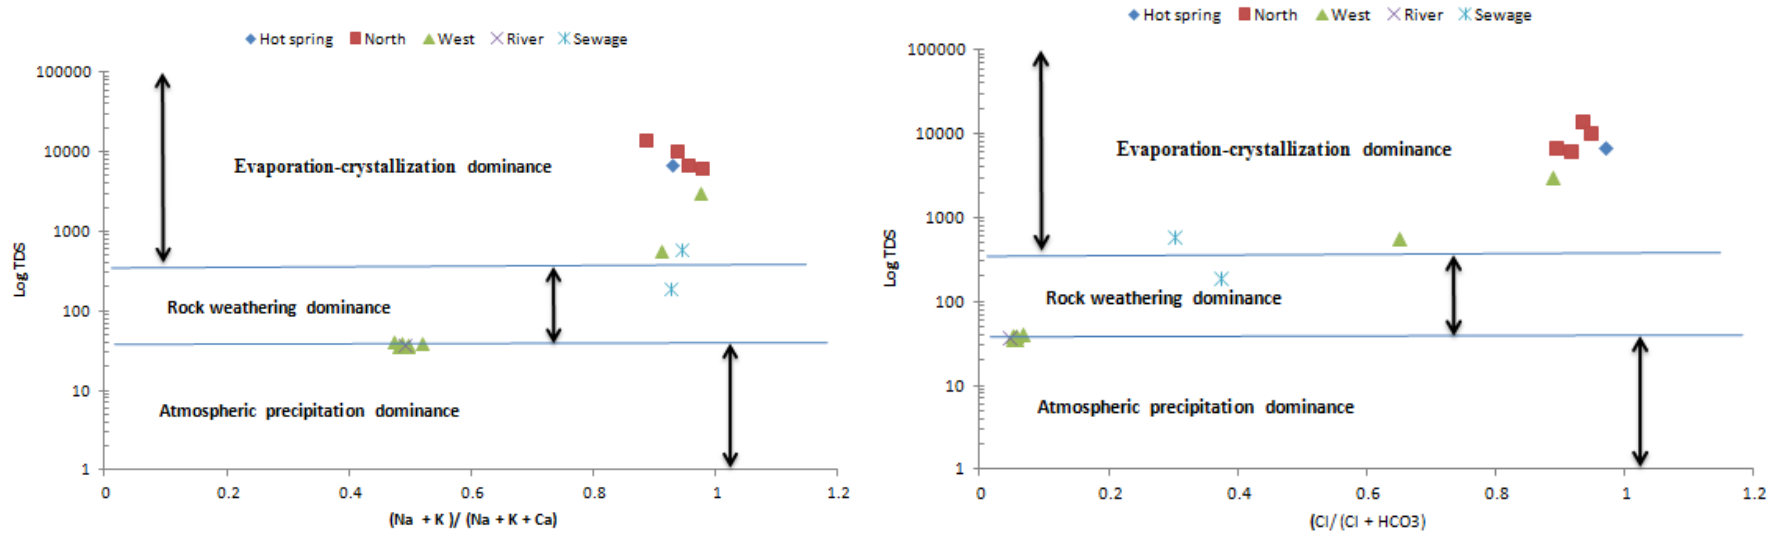 Hot spring North West River Sewage
100000
10000
1000
100
10
1
Log TDS
Evaporation-crystallization dominance
Rock weathering dominance
Atmospheric precipitation dominance
0 0.2 0.4 0.6 0.8 1 1.2
(Na + K )/ (Na + K + Ca)
Hot spring North West River Sewage
100000
10000
1000
100
10
1
Log TDS
Evaporation-crystallization dominance
Rock weathering dominance
Atmospheric precipitation dominance
0 0.2 0.4 0.6 0.8 1 1.2
(Cl/ (Cl + HCO3)